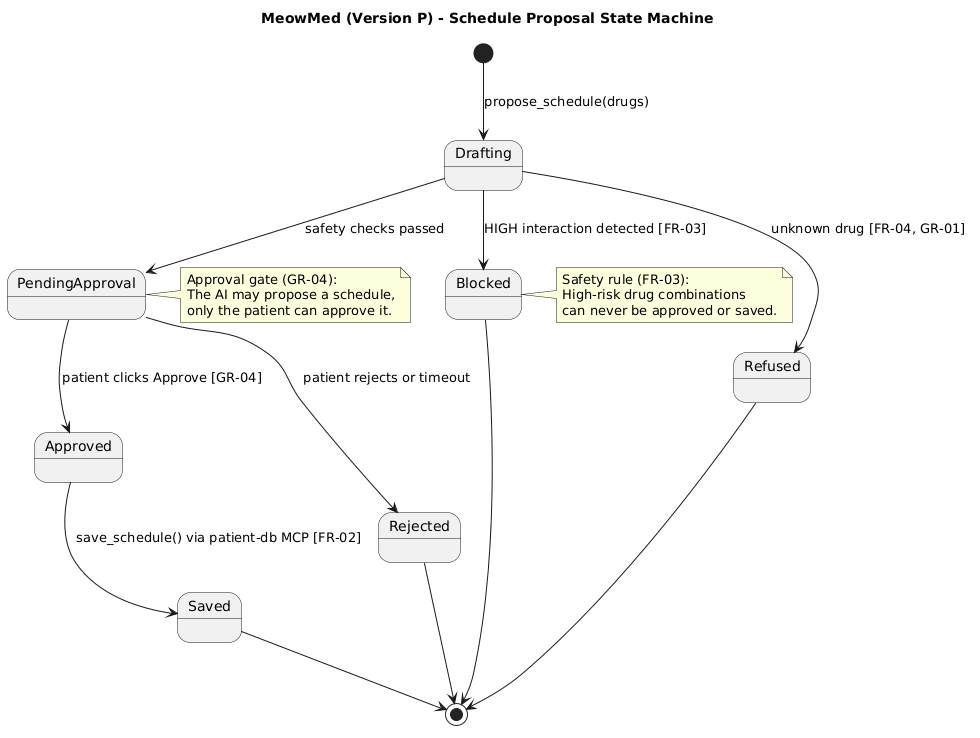 MeowMed (Version P) - Schedule Proposal State Machine
propose_schedule(drugs)
Drafting
safety checks passed
HIGH interaction detected [FR-03]
unknown drug [FR-04, GR-01]
PendingApproval
Approval gate (GR-04):
The AI may propose a schedule,
only the patient can approve it.
Blocked
Safety rule (FR-03):
High-risk drug combinations
can never be approved or saved.
Refused
patient clicks Approve [GR-04]
patient rejects or timeout
Approved
save_schedule() via patient-db MCP [FR-02]
Rejected
Saved